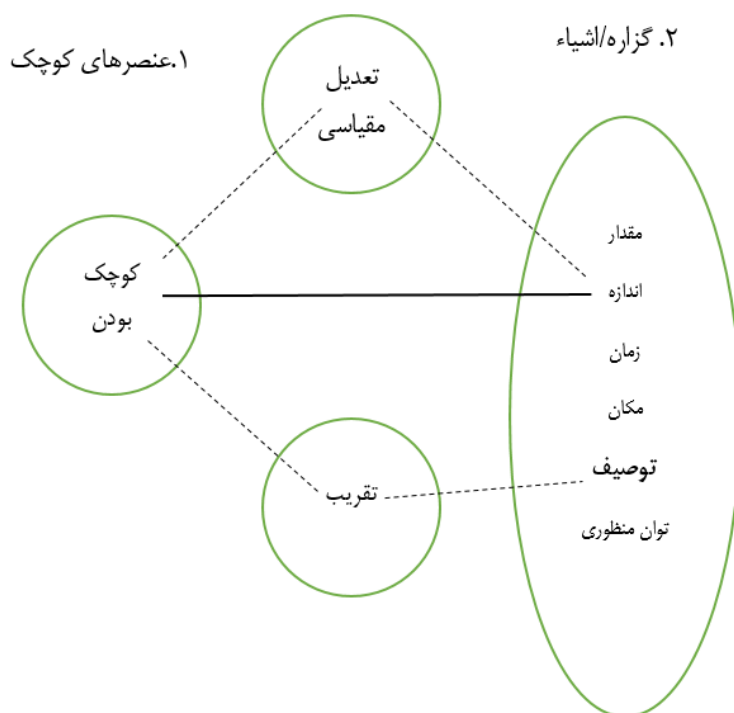 ۲. گزاره/اشیاء
۱.عنصرهای کوچک
تعدیل
مقیاسی
مقدار
کوچک
اندازه
بودن
زمان
مکان
توصیف
تقریب
توان منظوری